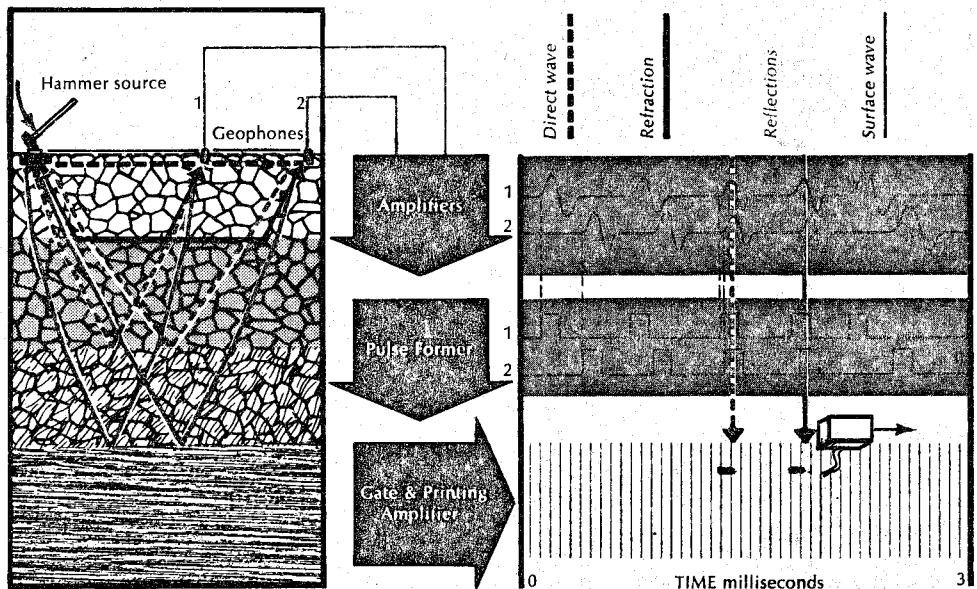 Hammer source
1
2
Geophones
Direct wave
Refraction
Reflections
Surface wave
Amplifiers
1
2
Pulse Former
1
2
Gate & Printing
Amplifier
0
TIME milliseconds
3